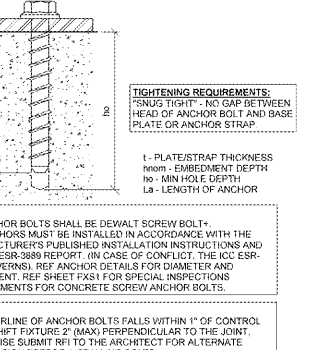 ho
TIGHTENING REQUIREMENTS:
"SNUG TIGHT" - NO GAP BETWEEN
HEAD OF ANCHOR BOLT AND BASE
PLATE OR ANCHOR STRAP.
t - PLATE/STRAP THICKNESS
hnom - EMBEDMENT DEPTH
ho - MIN HOLE DEPTH
La - LENGTH OF ANCHOR
HOR BOLTS SHALL BE DEWALT SCREW BOLT+.
HORS MUST BE INSTALLED IN ACCORDANCE WITH THE
CTURER'S PUBLISHED INSTALLATION INSTRUCTIONS AND
ESR-3889 REPORT. (IN CASE OF CONFLICT, THE ICC ESR-
VERNS). REF ANCHOR DETAILS FOR DIAMETER AND
ENT. REF SHEET FXS1 FOR SPECIAL INSPECTIONS
MENTS FOR CONCRETE SCREW ANCHOR BOLTS.
ERLINE OF ANCHOR BOLTS FALLS WITHIN 1" OF CONTROL
HIFT FIXTURE 2" (MAX) PERPENDICULAR TO THE JOINT,
ISE SUBMIT RFI TO THE ARCHITECT FOR ALTERNATE